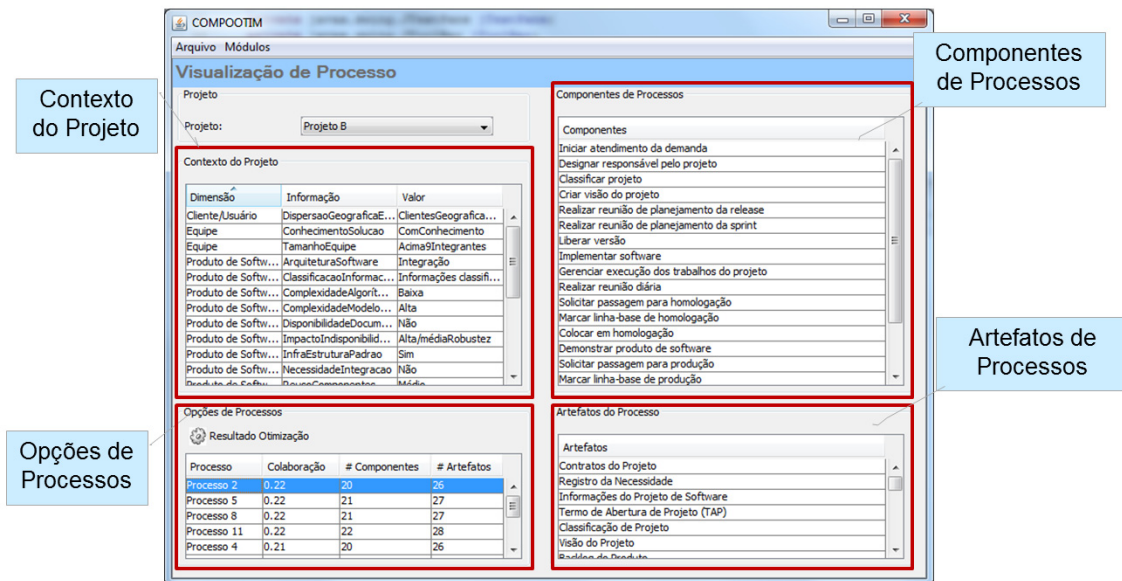 COMPOOTIM
Arquivo Módulos
Visualização de Processo
Projeto
Projeto: Projeto B
Contexto
do Projeto
Contexto do Projeto
Dimensão Informação Valor
Cliente/Usuário DispersaoGeograficaE... ClientesGeografica...
Equipe ConhecimentoSolucao ComConhecimento
Equipe TamanhoEquipe Acima9Integrantes
Produto de Softw... ArquiteturaSoftware Integração
Produto de Softw... ClassificacaoInformac... Informações classifi...
Produto de Softw... ComplexidadeAlgorít... Baixa
Produto de Softw... ComplexidadeModelo... Alta
Produto de Softw... DisponibilidadeDocum... Não
Produto de Softw... ImpactoIndisponibilid... Alta/médiaRobustez
Produto de Softw... InfraEstruturaPadrao Sim
Produto de Softw... NecessidadeIntegracao Não
Produto de Softw... ReusoComponentes Médio
Opções de
Processos
Opções de Processos
Resultado Otimização
Processo Colaboração # Componentes # Artefatos
Processo 2 0.22 20 26
Processo 5 0.22 21 27
Processo 8 0.22 21 27
Processo 11 0.22 22 28
Processo 4 0.21 20 26
Componentes
de Processos
Componentes de Processos
Componentes
Iniciar atendimento da demanda
Designar responsável pelo projeto
Classificar projeto
Criar visão do projeto
Realizar reunião de planejamento da release
Realizar reunião de planejamento da sprint
Liberar versão
Implementar software
Gerenciar execução dos trabalhos do projeto
Realizar reunião diária
Solicitar passagem para homologação
Marcar linha-base de homologação
Colocar em homologação
Demonstrar produto de software
Solicitar passagem para produção
Marcar linha-base de produção
Artefatos de
Processos
Artefatos do Processo
Artefatos
Contratos do Projeto
Registro da Necessidade
Informações do Projeto de Software
Termo de Abertura de Projeto (TAP)
Classificação de Projeto
Visão do Projeto
Backlog do Produto